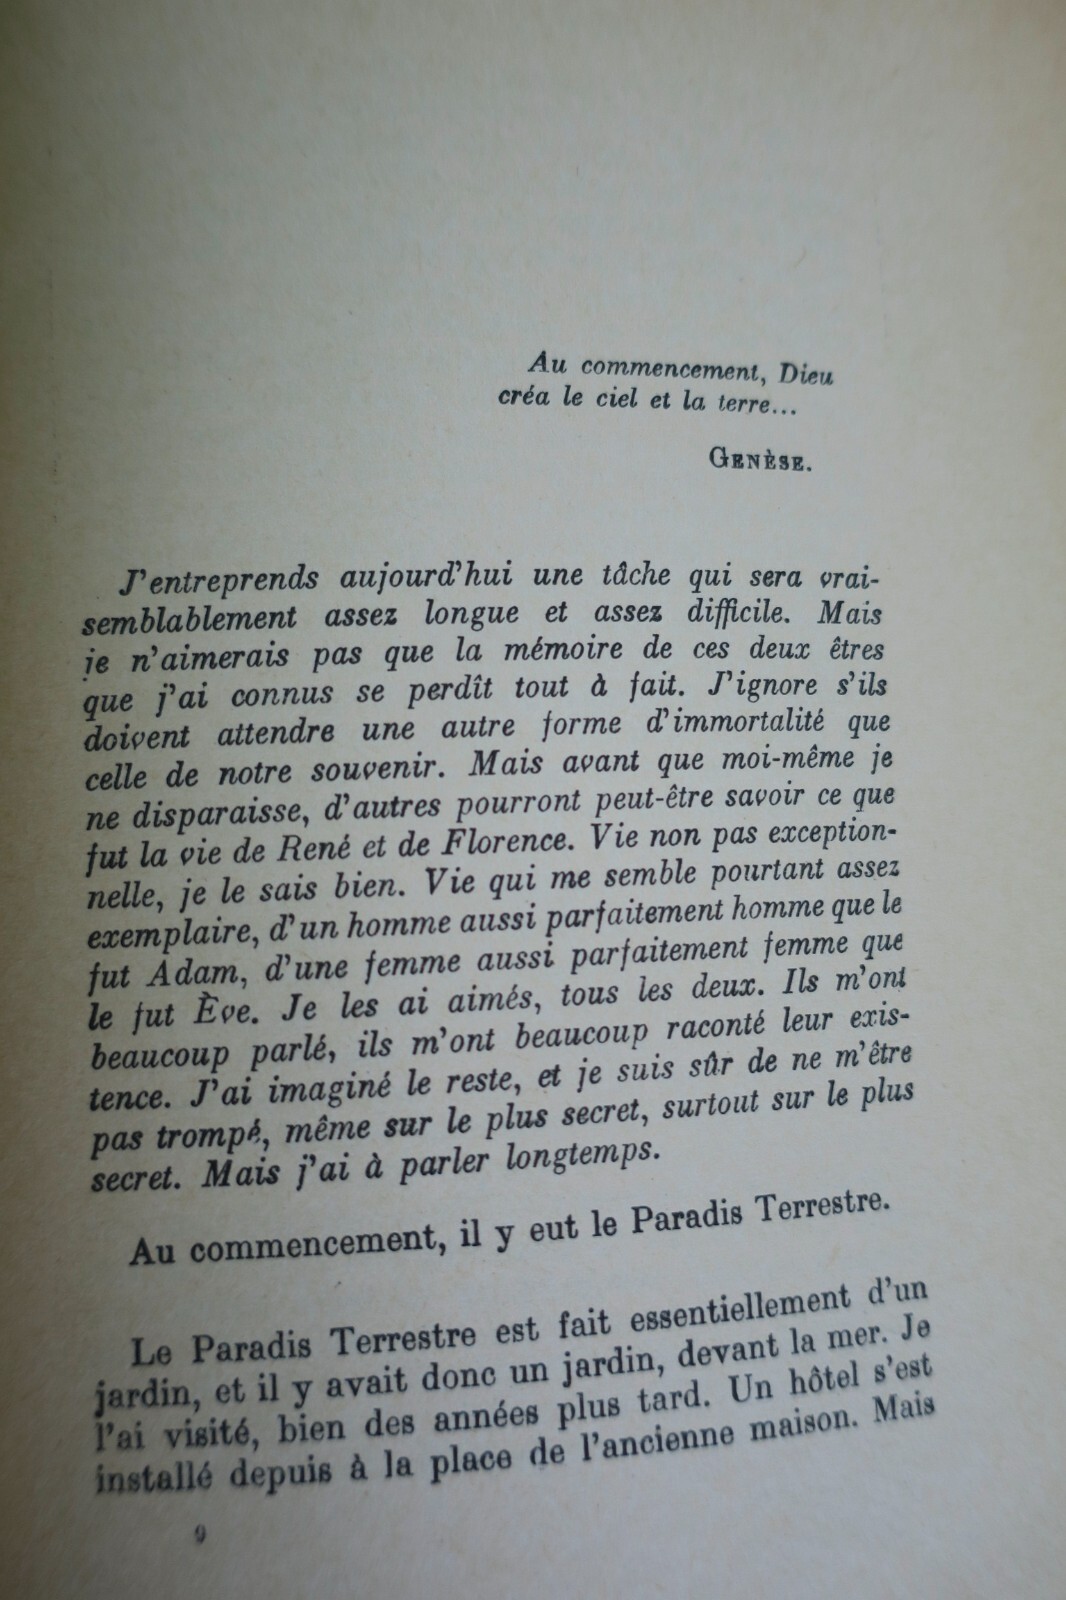 Au commencement, Dieu
créa le ciel et la terre...
GENÈSE.
J'entreprends aujourd'hui une tâche qui sera vrai-
semblablement assez longue et assez difficile. Mais
je n'aimerais pas que la mémoire de ces deux êtres
que j'ai connus se perdît tout à fait. J'ignore s'ils
doivent attendre une autre forme d'immortalité que
celle de notre souvenir. Mais avant que moi-même je
ne disparaisse, d'autres pourront peut-être savoir ce que
fut la vie de René et de Florence. Vie non pas exception-
nelle, je le sais bien. Vie qui me semble pourtant assez
exemplaire, d'un homme aussi parfaitement homme que le
fut Adam, d'une femme aussi parfaitement femme que
le fut Ève. Je les ai aimés, tous les deux. Ils m'ont
beaucoup parlé, ils m'ont beaucoup raconté leur exis-
tence. J'ai imaginé le reste, et je suis sûr de ne m'être
pas trompé, même sur le plus secret, surtout sur le plus
secret. Mais j'ai à parler longtemps.
Au commencement, il y eut le Paradis Terrestre.
Le Paradis Terrestre est fait essentiellement d'un
jardin, et il y avait donc un jardin, devant la mer. Je
l'ai visité, bien des années plus tard. Un hôtel s'est
installé depuis à la place de l'ancienne maison. Mais
9